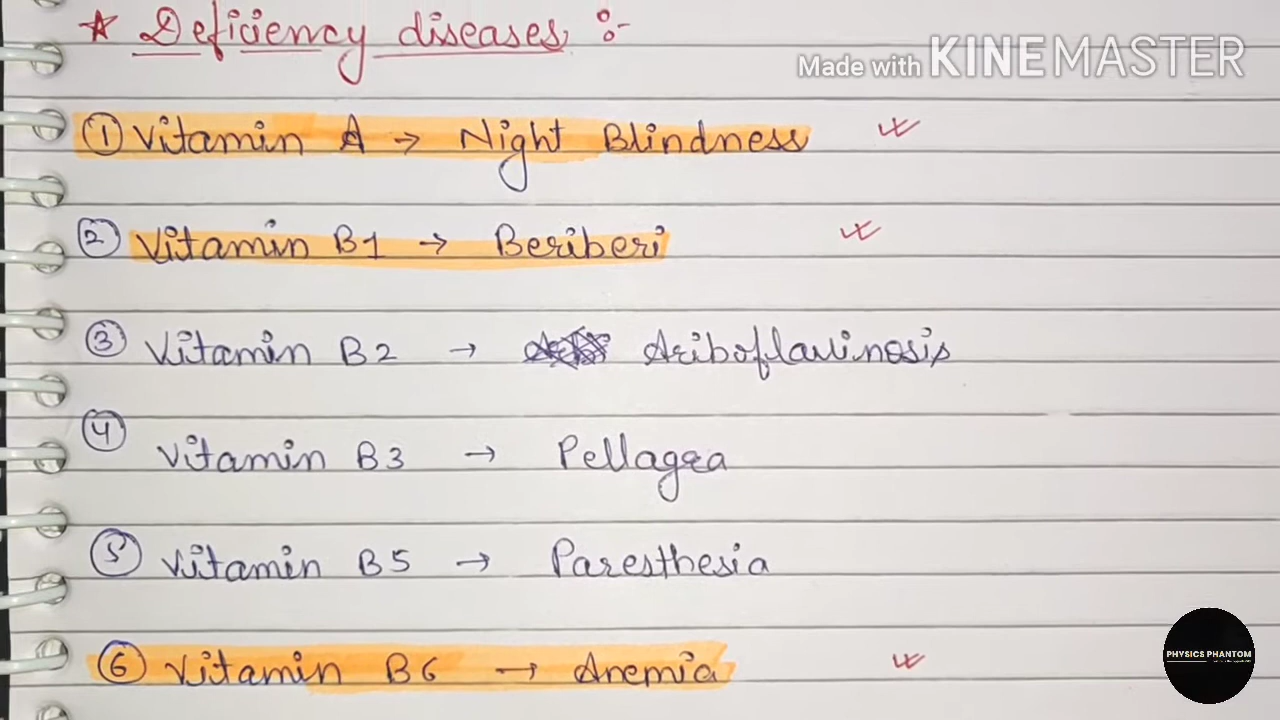 ☆ Deficiency diseases :-
Made with KINEMASTER
① Vitamin A → Night Blindness
② Vitamin B1 → Beriberi
③ Vitamin B2 → Ariboflavinosis
④ Vitamin B3 → Pellagra
⑤ Vitamin B5 → Paresthesia
⑥ Vitamin B6 → Anemia
PHYSICS PHANTOM